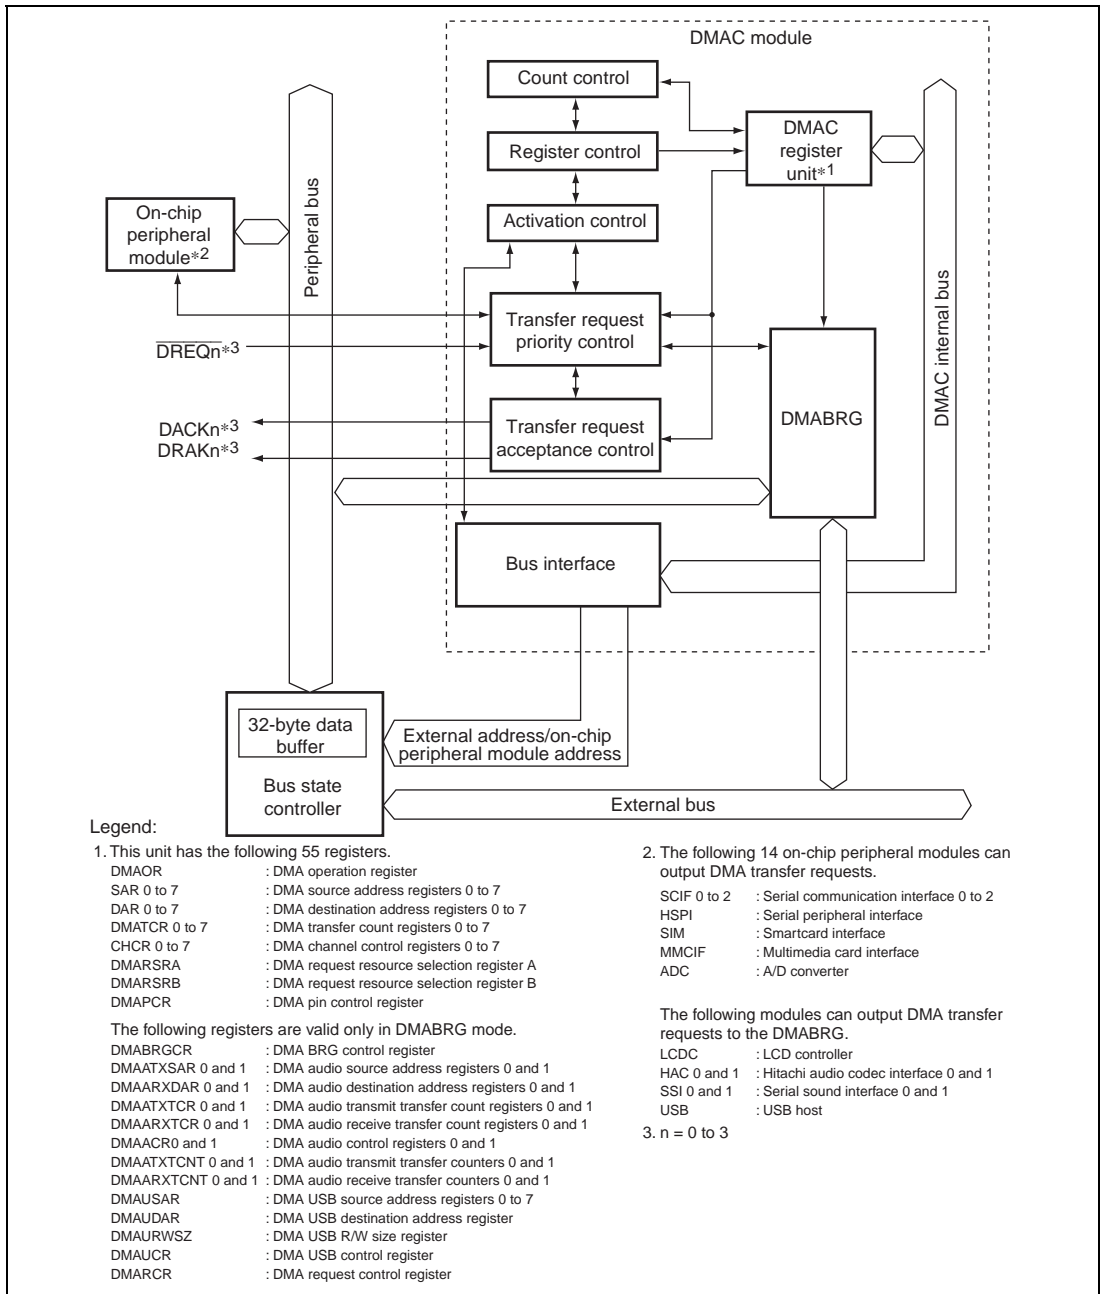 DMAC module
Count control
DMAC
register
unit*1
Register control
On-chip
peripheral
module*2
Peripheral bus
Activation control
Transfer request
priority control
DREQn*3
DMAC internal bus
DMABRG
DACKn*3
DRAKn*3
Transfer request
acceptance control
Bus interface
32-byte data
buffer
External address/on-chip
peripheral module address
Bus state
controller
External bus
Legend:
1. This unit has the following 55 registers.
DMAOR : DMA operation register
SAR 0 to 7 : DMA source address registers 0 to 7
DAR 0 to 7 : DMA destination address registers 0 to 7
DMATCR 0 to 7 : DMA transfer count registers 0 to 7
CHCR 0 to 7 : DMA channel control registers 0 to 7
DMARSRA : DMA request resource selection register A
DMARSRB : DMA request resource selection register B
DMAPCR : DMA pin control register
The following registers are valid only in DMABRG mode.
DMABRGCR : DMA BRG control register
DMAATXSAR 0 and 1 : DMA audio source address registers 0 and 1
DMAARXDAR 0 and 1 : DMA audio destination address registers 0 and 1
DMAATXTCR 0 and 1 : DMA audio transmit transfer count registers 0 and 1
DMAARXTCR 0 and 1 : DMA audio receive transfer count registers 0 and 1
DMAACR0 and 1 : DMA audio control registers 0 and 1
DMAATXTCNT 0 and 1 : DMA audio transmit transfer counters 0 and 1
DMAARXTCNT 0 and 1 : DMA audio receive transfer counters 0 and 1
DMAUSAR : DMA USB source address registers 0 to 7
DMAUDAR : DMA USB destination address register
DMAURWSZ : DMA USB R/W size register
DMAUCR : DMA USB control register
DMARCR : DMA request control register
2. The following 14 on-chip peripheral modules can
output DMA transfer requests.
SCIF 0 to 2 : Serial communication interface 0 to 2
HSPI : Serial peripheral interface
SIM : Smartcard interface
MMCIF : Multimedia card interface
ADC : A/D converter
The following modules can output DMA transfer
requests to the DMABRG.
LCDC : LCD controller
HAC 0 and 1 : Hitachi audio codec interface 0 and 1
SSI 0 and 1 : Serial sound interface 0 and 1
USB : USB host
3. n = 0 to 3